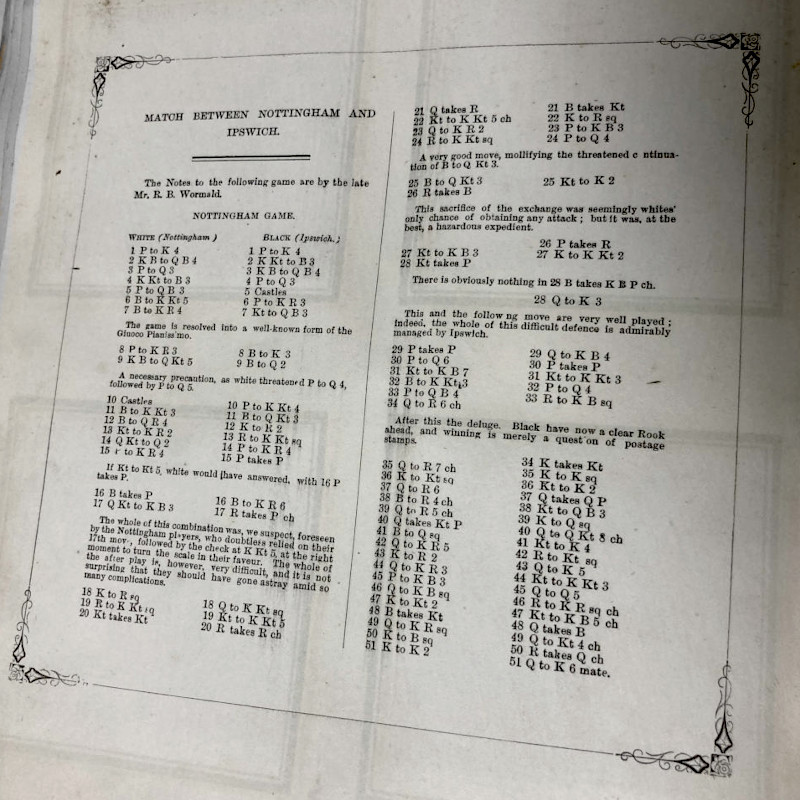 MATCH BETWEEN NOTTINGHAM AND
IPSWICH.
The Notes to the following game are by the late
Mr. R. B. Wormald.
NOTTINGHAM GAME.
WHITE (Nottingham) BLACK (Ipswich.)
1 P to K 4 1 P to K 4
2 K B to Q B 4 2 K Kt to B 3
3 P to Q 3 3 K B to Q B 4
4 K Kt to B 3 4 P to Q 3
5 P to Q B 3 5 Castles
6 B to K Kt 5 6 P to K R 3
7 B to K R 4 7 Kt to Q B 3
The game is resolved into a well-known form of the
Giuoco Pianiss'mo.
8 P to K R 3 8 B to K 3
9 K B to Q Kt 5 9 B to Q 2
A necessary precaution, as white threatened P to Q 4,
followed by P to Q 5.
10 Castles 10 P to K Kt 4
11 B to K Kt 3 11 B to Q Kt 3
12 B to Q R 4 12 K to R 2
13 Kt to K R 2 13 R to K Kt sq
14 Q Kt to Q 2 14 P to K R 4
15 P to K R 4 15 P takes P
If Kt to Kt 5, white would have answered, with 16 P
takes P.
16 B takes P 16 B to K R 6
17 Q Kt to K B 3 17 R takes P ch
The whole of this combination was, we suspect, foreseen
by the Nottingham players, who doubtless relied on their
17th mov, followed by the check at K Kt 5, at the right
moment to turn the scale in their faveur. The whole of
the after play is, however, very difficult, and it is not
surprising that they should have gone astray amid so
many complications.
18 K to R sq 18 Q to K Kt sq
19 R to K Kt sq 19 Kt to K Kt 5
20 Kt takes Kt 20 R takes R ch
21 Q takes R 21 B takes Kt
22 Kt to K Kt 5 ch 22 K to R sq
23 Q to K R 2 23 P to K B 3
24 R to K Kt sq 24 P to Q 4
A very good move, mollifying the threatened c ntinua-
tion of B to Q Kt 3.
25 B to Q Kt 3 25 Kt to K 2
26 R takes B
This sacrifice of the exchange was seemingly whites'
only chance of obtaining any attack; but it was, at the
best, a hazardous expedient.
26 P takes R
27 Kt to K B 3 27 K to K Kt 2
28 Kt takes P
There is obviously nothing in 28 B takes K B P ch.
28 Q to K 3
This and the follow ng move are very well played;
indeed, the whole of this difficult defence is admirably
managed by Ipswich.
29 P takes P 29 Q to K B 4
30 P to Q 6 30 P takes P
31 Kt to K B 7 31 Kt to K Kt 3
32 B to K Kt 3 32 P to Q 4
33 P to Q B 4 33 R to K B sq
34 Q to R 6 ch
After this the deluge. Black have now a clear Rook
ahead, and winning is merely a quest on of postage
stamps.
34 K takes Kt
35 Q to R 7 ch 35 K to K sq
36 K to Kt sq 36 Kt to K 2
37 Q to R 6 37 Q takes Q P
38 B to R 4 ch 38 Kt to Q B 3
39 Q to R 5 ch 39 K to Q sq
40 Q takes Kt P 40 Q to Q Kt 8 ch
41 B to Q sq 41 Kt to K 4
42 Q to K R 5 42 R to Kt sq
43 K to R 2 43 Q to K 5
44 Q to K R 3 44 Kt to K Kt 3
45 P to K B 3 45 Q to Q 5
46 Q to K B sq 46 R to K R sq ch
47 K to Kt 2 47 Kt to K B 5 ch
48 B takes Kt 48 Q takes B
49 Q to K R sq 49 Q to Kt 4 ch
50 K to B sq 50 R takes Q ch
51 K to K 2 51 Q to K 6 mate.